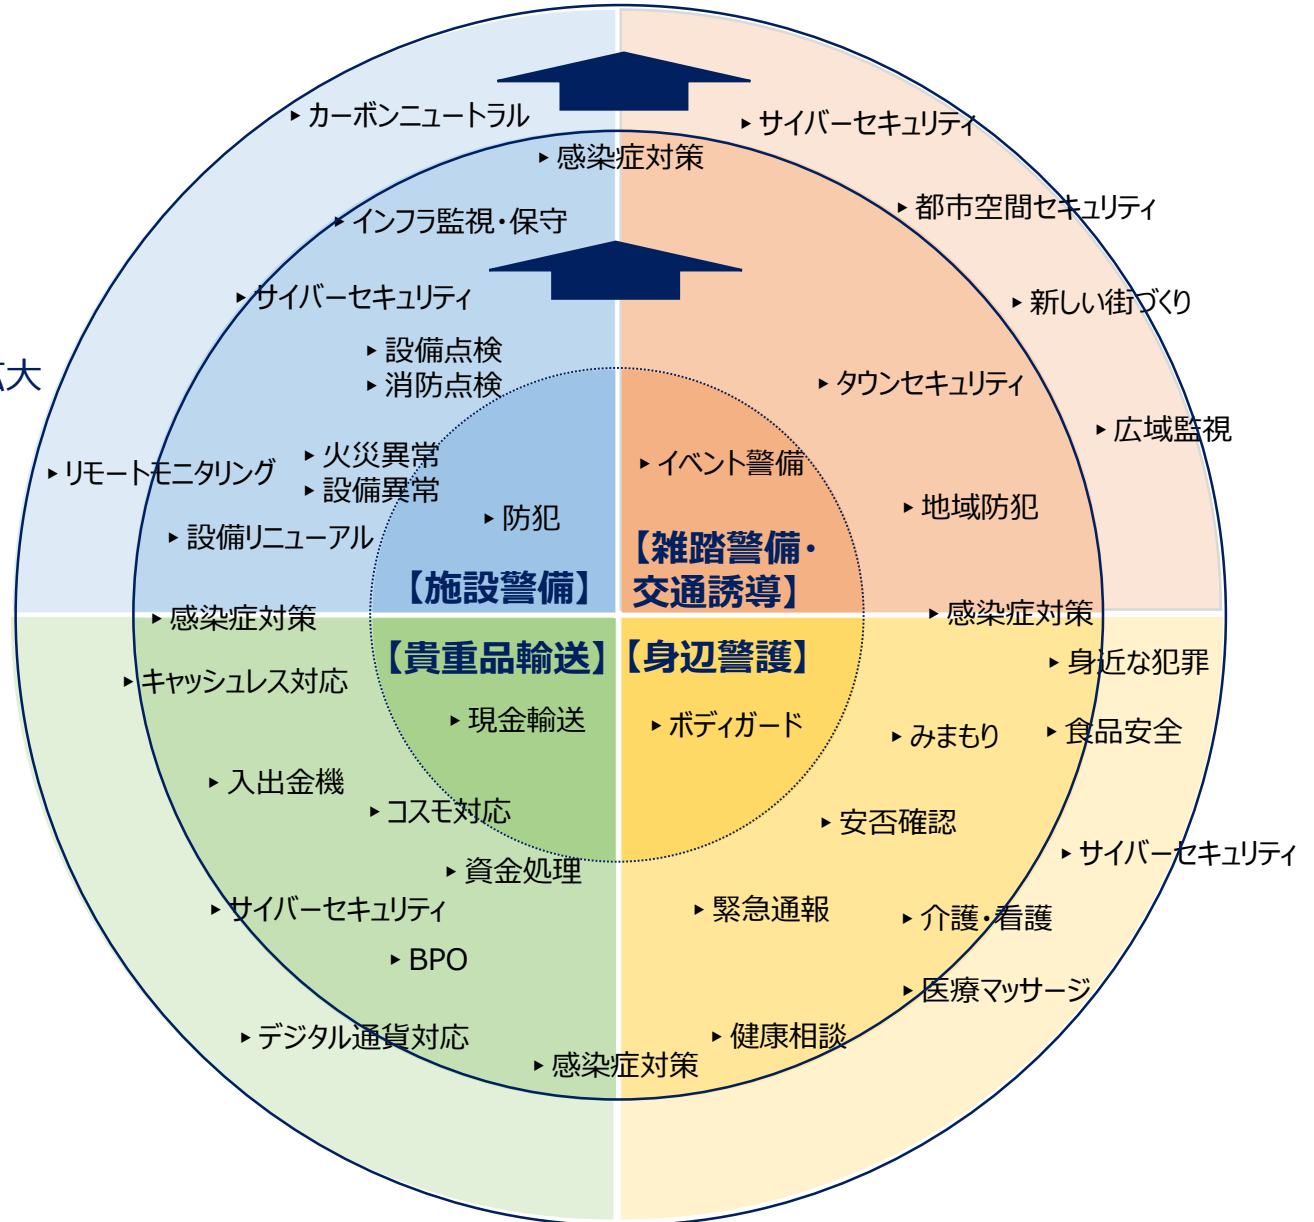 ▸カーボンニュートラル
▸サイバーセキュリティ
▸感染症対策
▸都市空間セキュリティ
▸インフラ監視・保守
▸サイバーセキュリティ
▸新しい街づくり
▸設備点検
▸消防点検
大
▸タウンセキュリティ
▸広域監視
▸リモートモニタリング
▸火災異常
▸設備異常
▸イベント警備
▸防犯
▸地域防犯
▸設備リニューアル
【施設警備】
【雑踏警備・
交通誘導】
▸感染症対策
▸感染症対策
【貴重品輸送】
【身辺警護】
▸身近な犯罪
▸キャッシュレス対応
▸現金輸送
▸ボディガード
▸みまもり
▸食品安全
▸入出金機
▸コスモ対応
▸安否確認
▸サイバーセキュリティ
▸資金処理
▸サイバーセキュリティ
▸緊急通報
▸介護・看護
▸BPO
▸医療マッサージ
▸デジタル通貨対応
▸健康相談
▸感染症対策